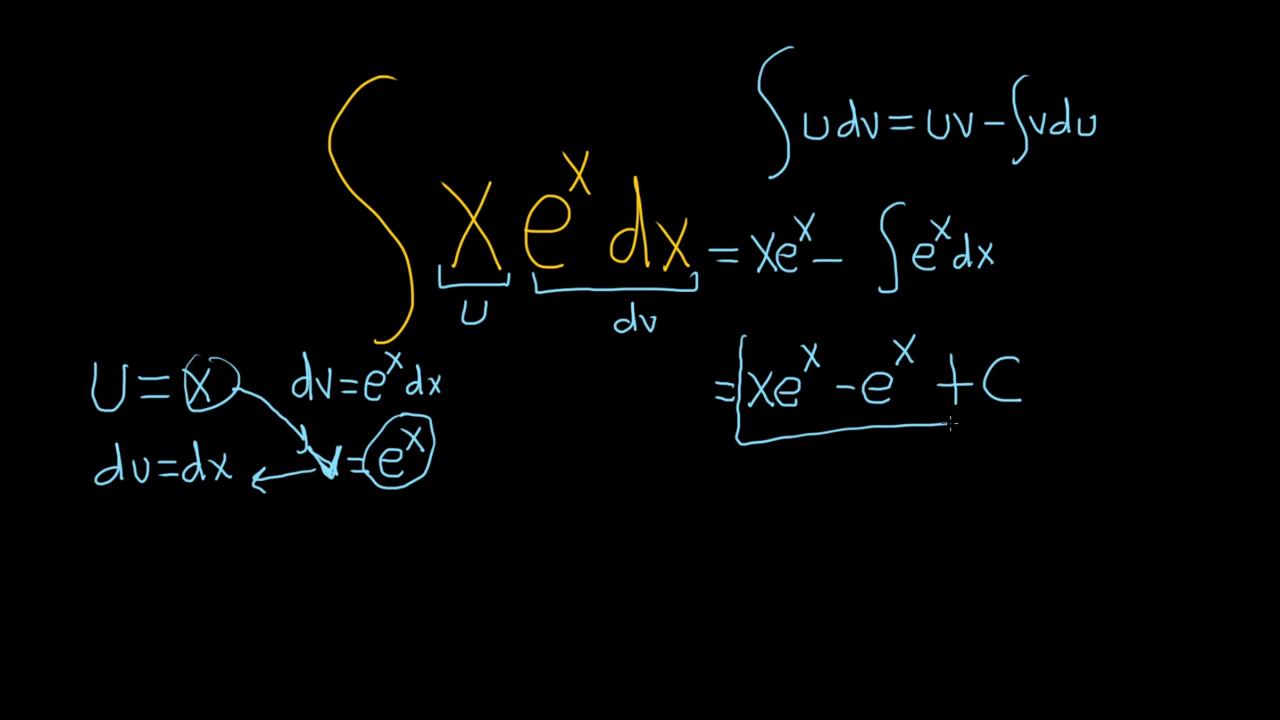 ∫ u dv = uv - ∫ v du
∫ x e^x dx = xe^x - ∫ e^x dx
u dv
= xe^x - e^x + C
u = x dv = e^x dx
du = dx v = e^x